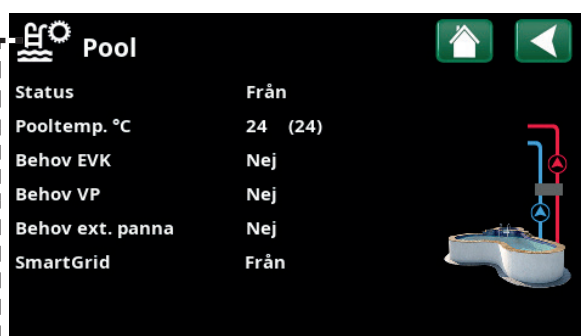 Pool
Status Från
Pooltemp. °C 24 (24)
Behov EVK Nej
Behov VP Nej
Behov ext. panna Nej
SmartGrid Från